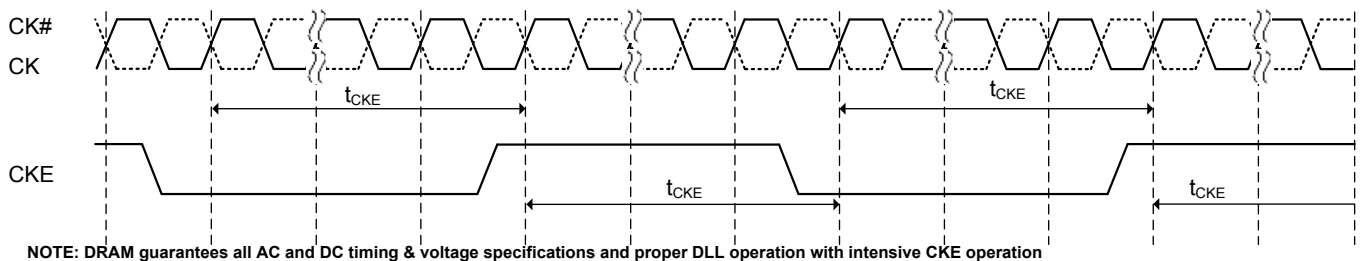 CK#
CK
tCKE
tCKE
CKE
tCKE
tCKE
NOTE: DRAM guarantees all AC and DC timing & voltage specifications and proper DLL operation with intensive CKE operation